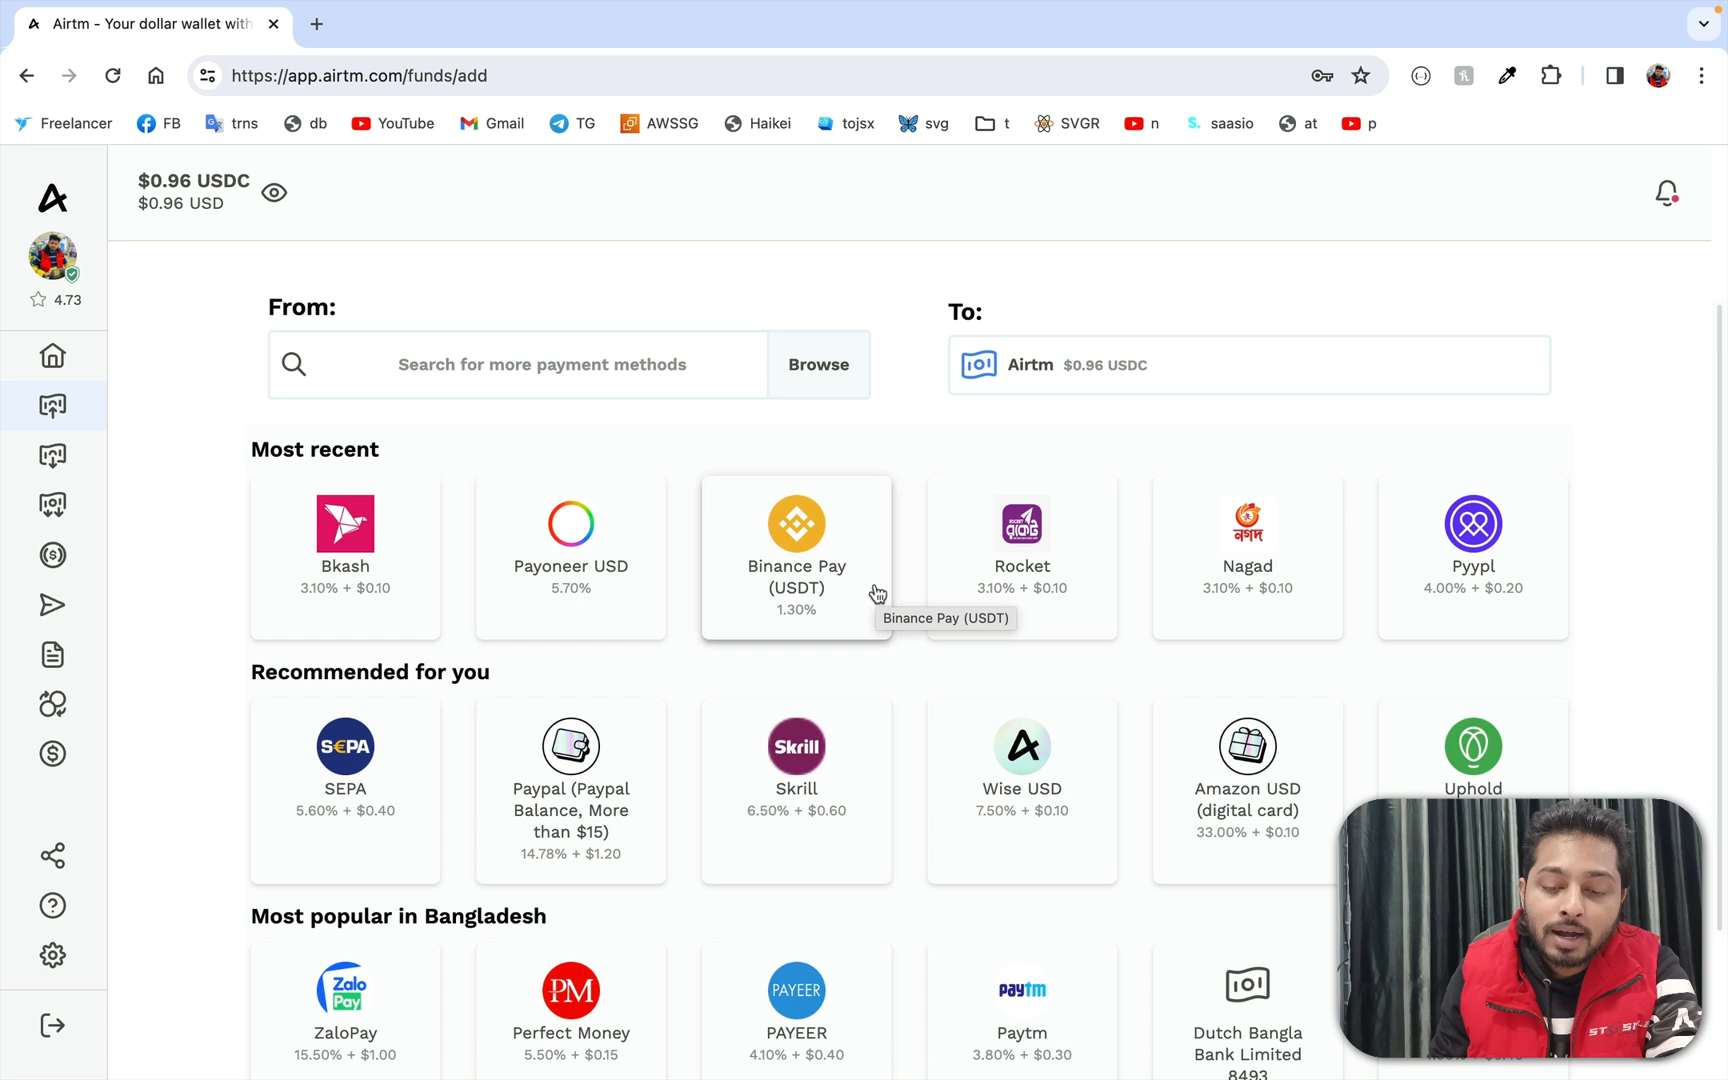 Airtm - Your dollar wallet with
https://app.airtm.com/funds/add
Freelancer FB trns db YouTube Gmail TG AWSSG Haikei tojsx svg t SVGR n saasio at p
$0.96 USDC
$0.96 USD
4.73
From:
To:
Search for more payment methods
Browse
Airtm $0.96 USDC
Most recent
Bkash
3.10% + $0.10
Payoneer USD
5.70%
Binance Pay
(USDT)
1.30%
Binance Pay (USDT)
রকেট
Rocket
3.10% + $0.10
নগদ
Nagad
3.10% + $0.10
Pyypl
4.00% + $0.20
Recommended for you
S€PA
SEPA
5.60% + $0.40
Paypal (Paypal
Balance, More
than $15)
14.78% + $1.20
Skrill
Skrill
6.50% + $0.60
Wise USD
7.50% + $0.10
Amazon USD
(digital card)
33.00% + $0.10
Uphold
Most popular in Bangladesh
Zalo
Pay
ZaloPay
15.50% + $1.00
PM
Perfect Money
5.50% + $0.15
PAYEER
PAYEER
4.10% + $0.40
paytm
Paytm
3.80% + $0.30
Dutch Bangla
Bank Limited
8493